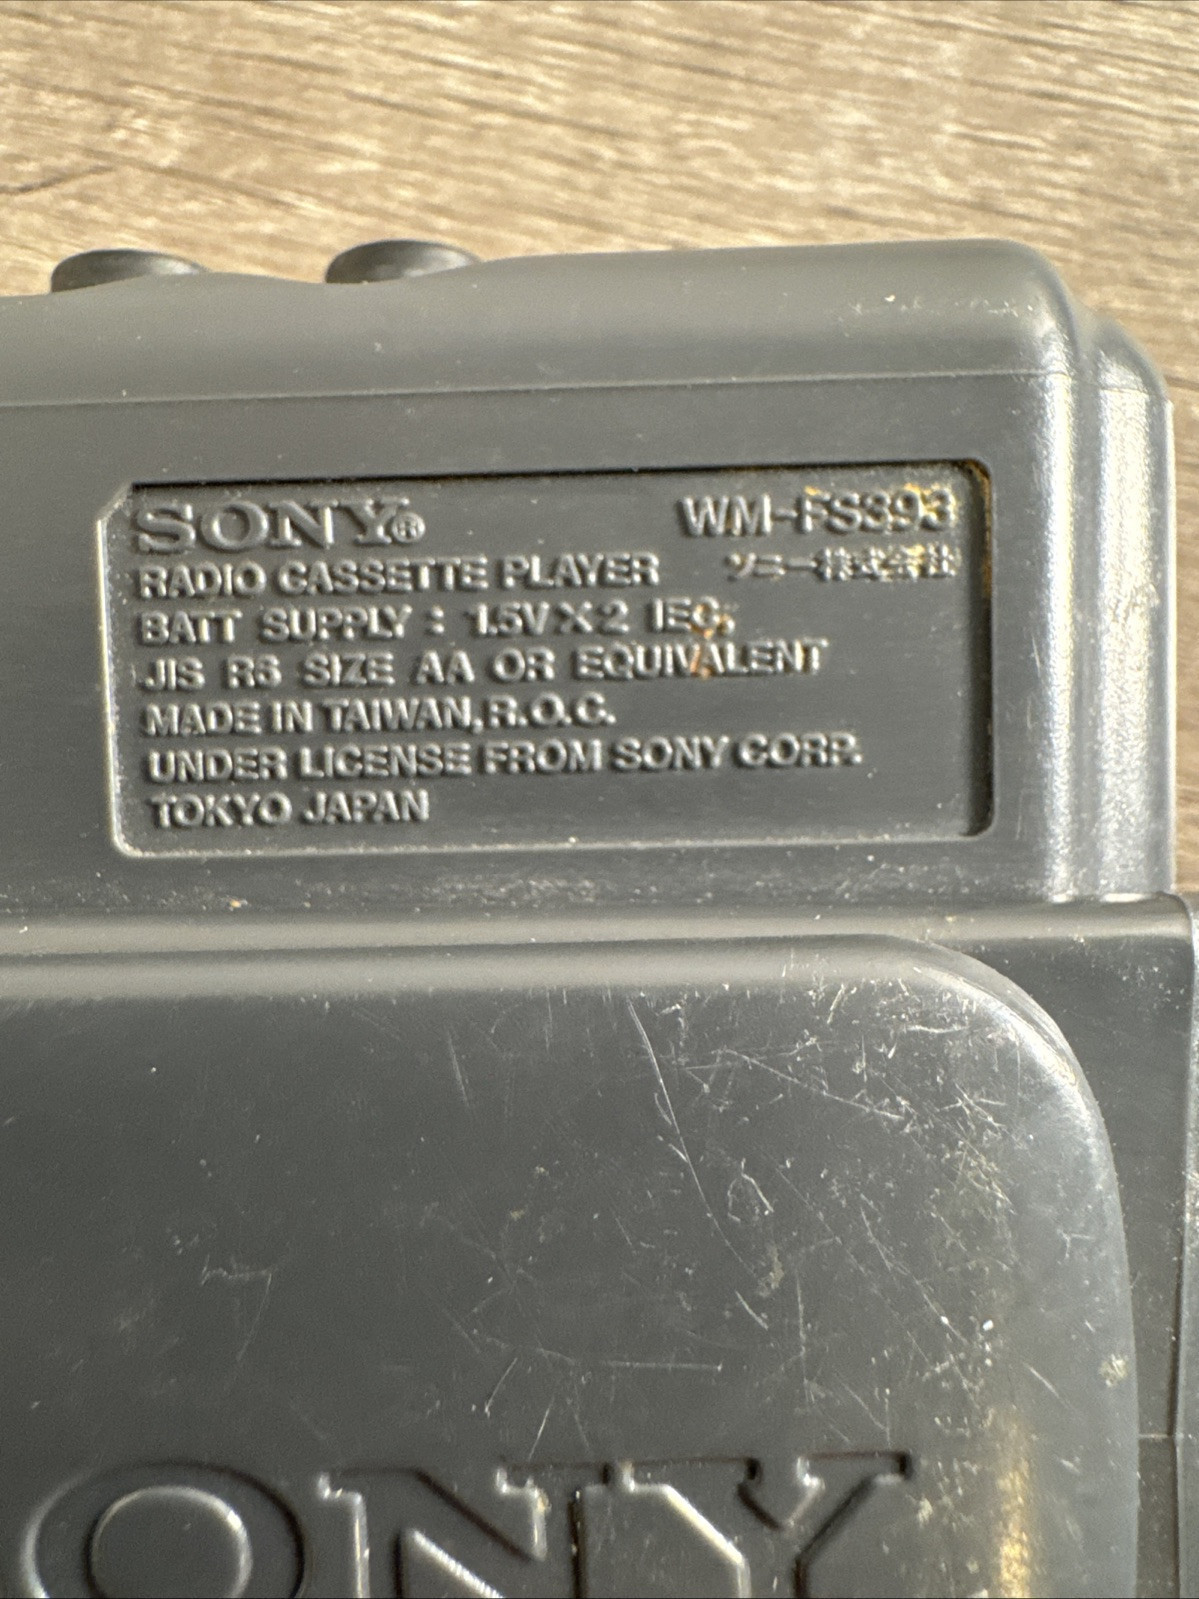 SONY® WM-FS393
RADIO CASSETTE PLAYER ソニー株式会社
BATT SUPPLY : 1.5V X 2 IEC,
JIS R6 SIZE AA OR EQUIVALENT
MADE IN TAIWAN, R.O.C.
UNDER LICENSE FROM SONY CORP.
TOKYO JAPAN
ONY